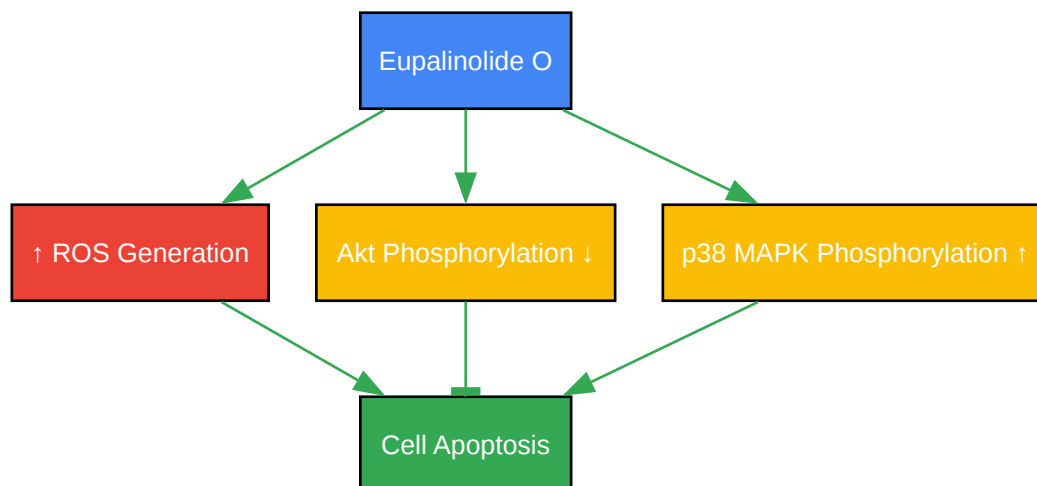 Eupalinolide O
↑ ROS Generation
Akt Phosphorylation ↓
p38 MAPK Phosphorylation ↑
Cell Apoptosis